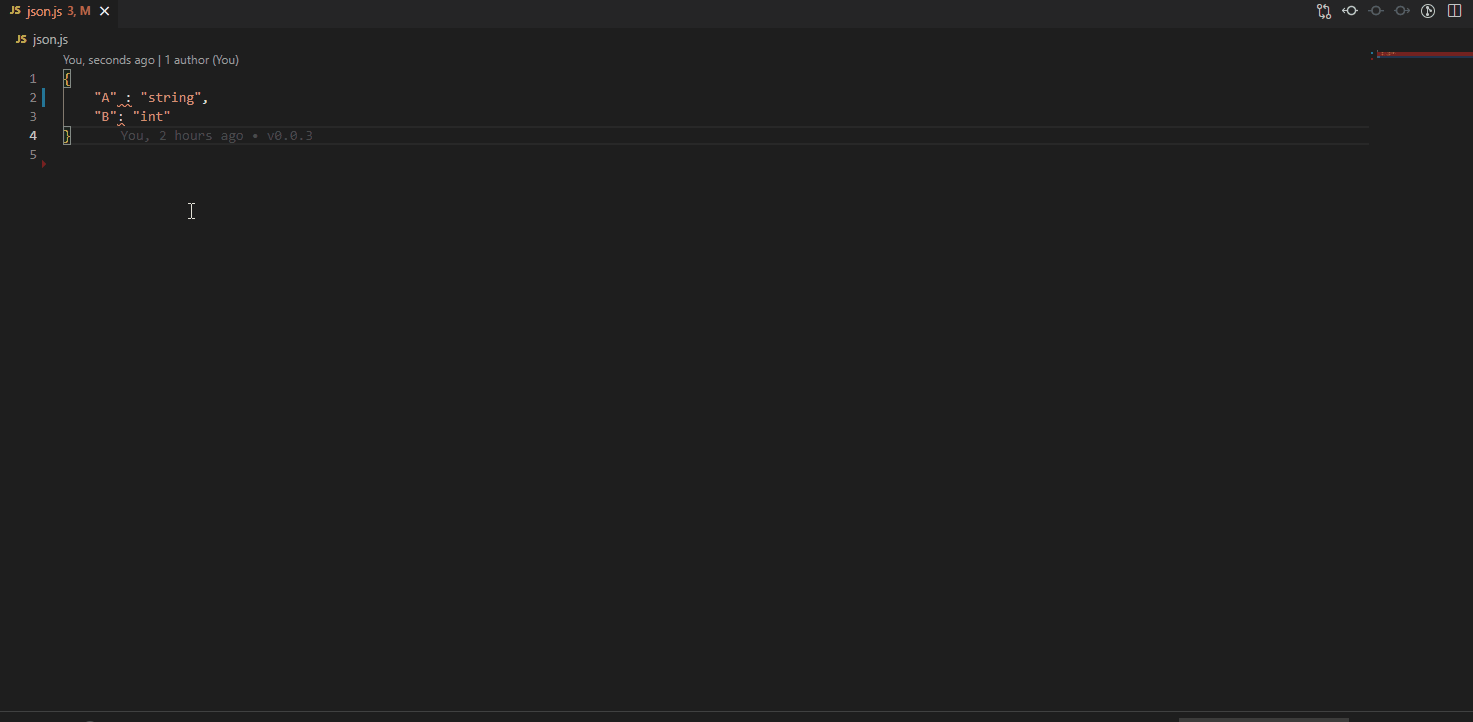 JS json.js 3, M
JS json.js
You, seconds ago | 1 author (You)
1 {
2 "A" : "string",
3 "B": "int"
4 } You, 2 hours ago • v0.0.3
5